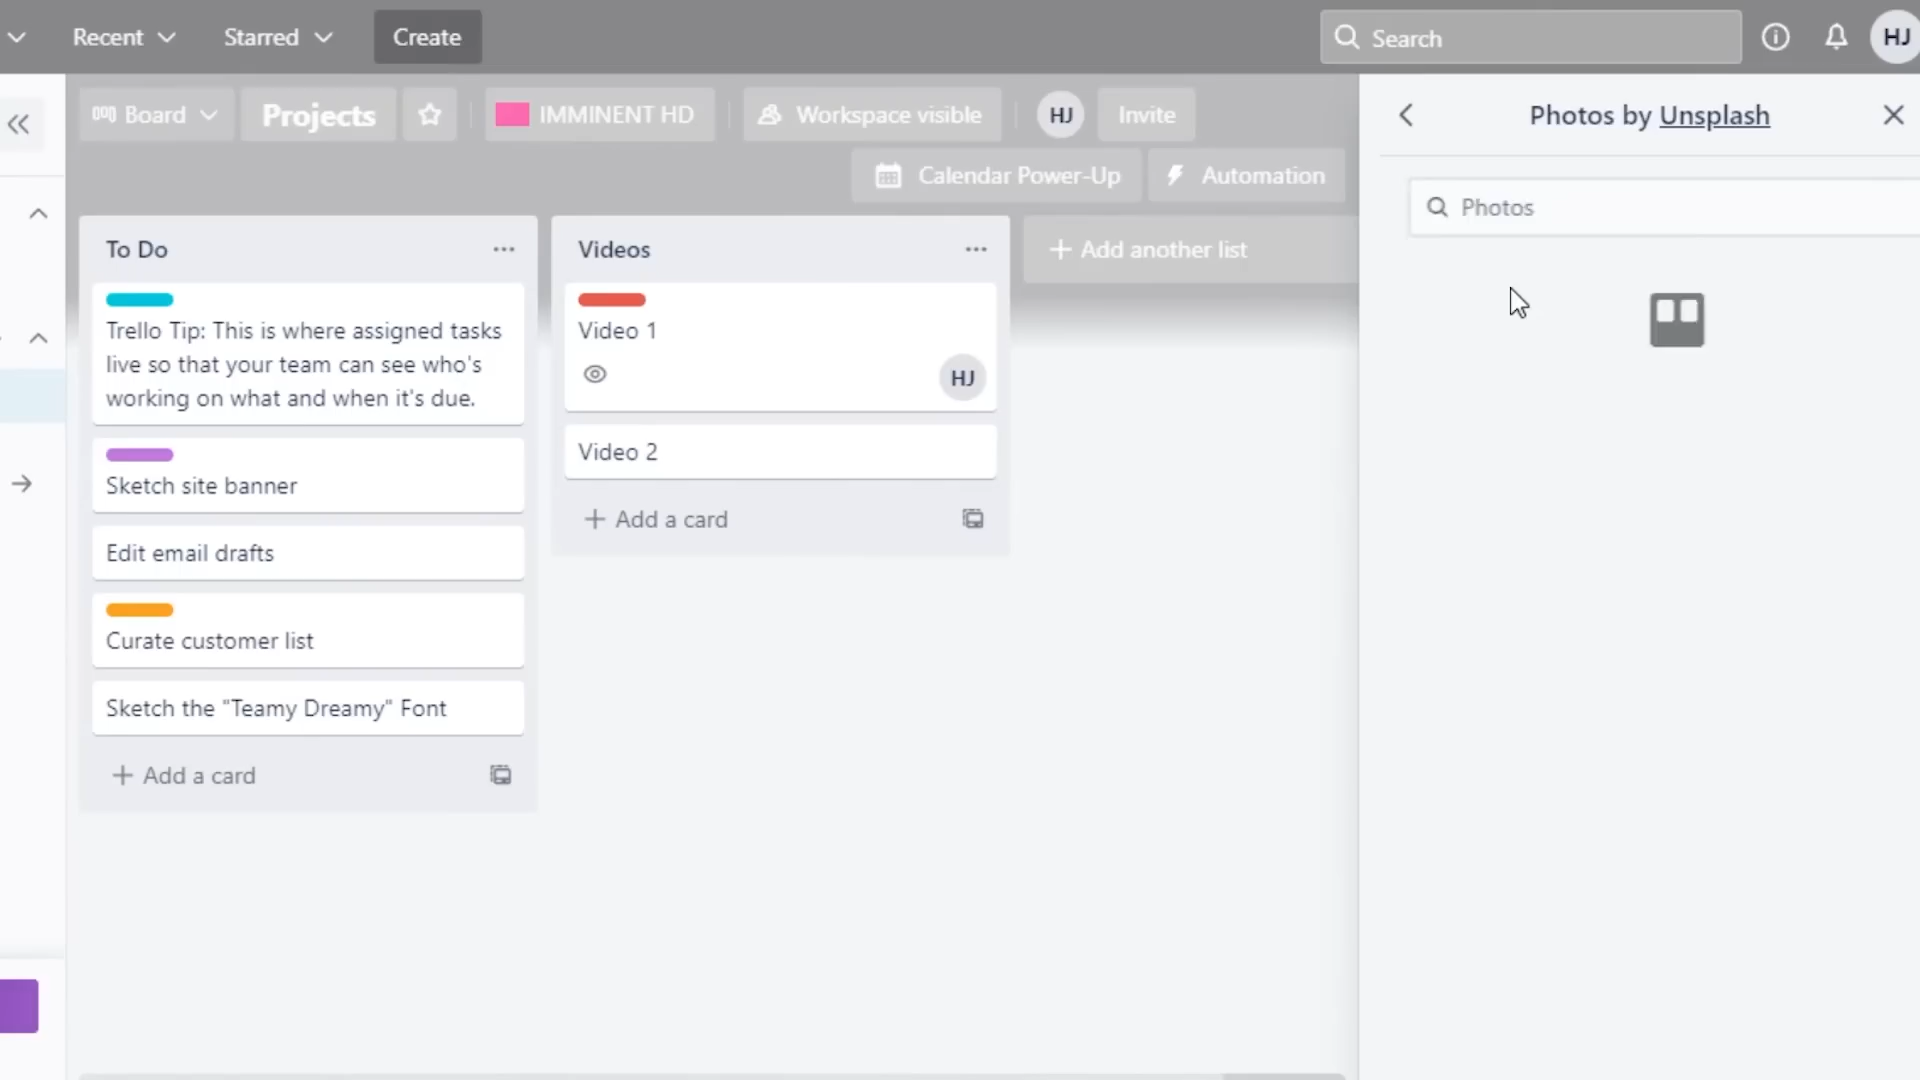 Recent
Starred
Create
Search
HJ
Board
Projects
IMMINENT HD
Workspace visible
HJ
Invite
Calendar Power-Up
Automation
Photos by Unsplash
Photos
To Do
Trello Tip: This is where assigned tasks
live so that your team can see who's
working on what and when it's due.
Sketch site banner
Edit email drafts
Curate customer list
Sketch the "Teamy Dreamy" Font
+ Add a card
Videos
Video 1
HJ
Video 2
+ Add a card
+ Add another list